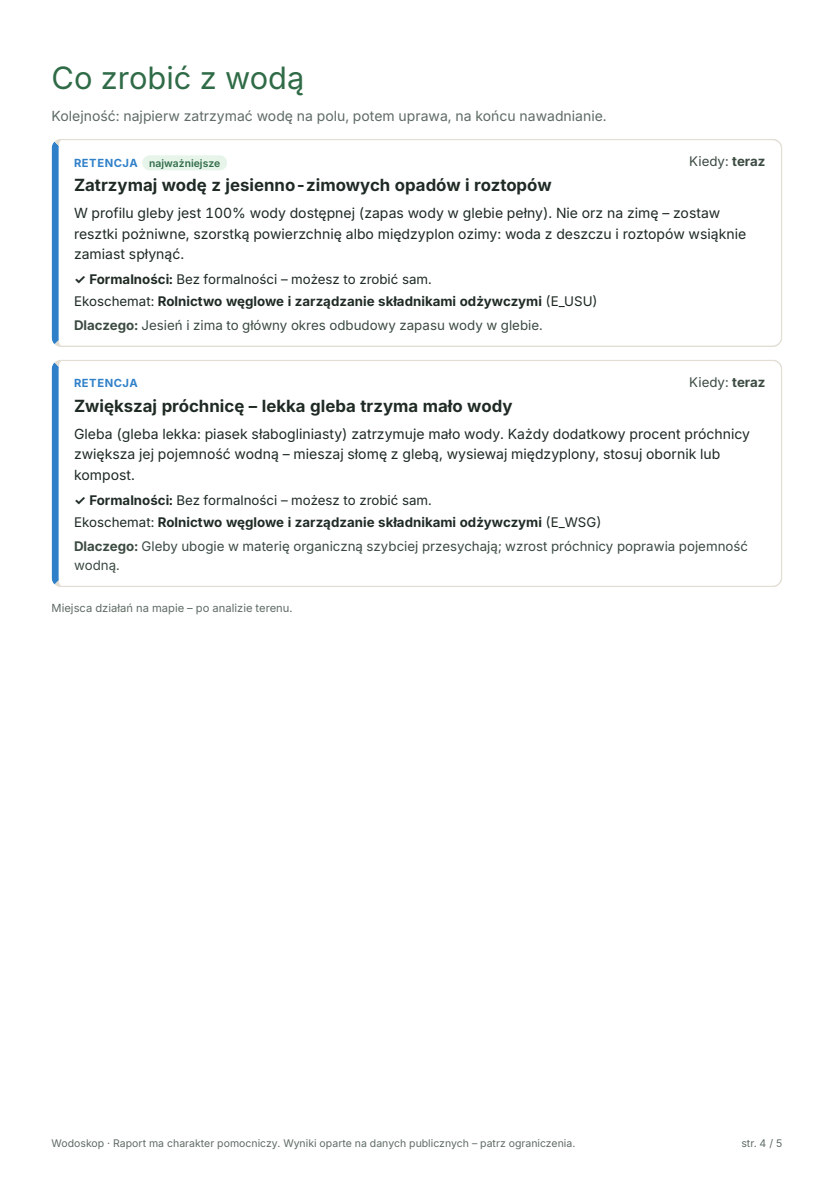 Co zrobić z wodą
Kolejność: najpierw zatrzymać wodę na polu, potem uprawa, na końcu nawadnianie.
RETENCJA najważniejsze Kiedy: teraz
Zatrzymaj wodę z jesienno-zimowych opadów i roztopów
W profilu gleby jest 100% wody dostępnej (zapas wody w glebie pełny). Nie orz na zimę – zostaw
resztki pożniwne, szorstką powierzchnię albo międzyplon ozimy: woda z deszczu i roztopów wsiąknie
zamiast spłynąć.
✓ Formalności: Bez formalności – możesz to zrobić sam.
Ekoschemat: Rolnictwo węglowe i zarządzanie składnikami odżywczymi (E_USU)
Dlaczego: Jesień i zima to główny okres odbudowy zapasu wody w glebie.
RETENCJA Kiedy: teraz
Zwiększaj próchnicę – lekka gleba trzyma mało wody
Gleba (gleba lekka: piasek słabogliniasty) zatrzymuje mało wody. Każdy dodatkowy procent próchnicy
zwiększa jej pojemność wodną – mieszaj słomę z glebą, wysiewaj międzyplony, stosuj obornik lub
kompost.
✓ Formalności: Bez formalności – możesz to zrobić sam.
Ekoschemat: Rolnictwo węglowe i zarządzanie składnikami odżywczymi (E_WSG)
Dlaczego: Gleby ubogie w materię organiczną szybciej przesychają; wzrost próchnicy poprawia pojemność
wodną.
Miejsca działań na mapie – po analizie terenu.
Wodoskop · Raport ma charakter pomocniczy. Wyniki oparte na danych publicznych – patrz ograniczenia. str. 4 / 5